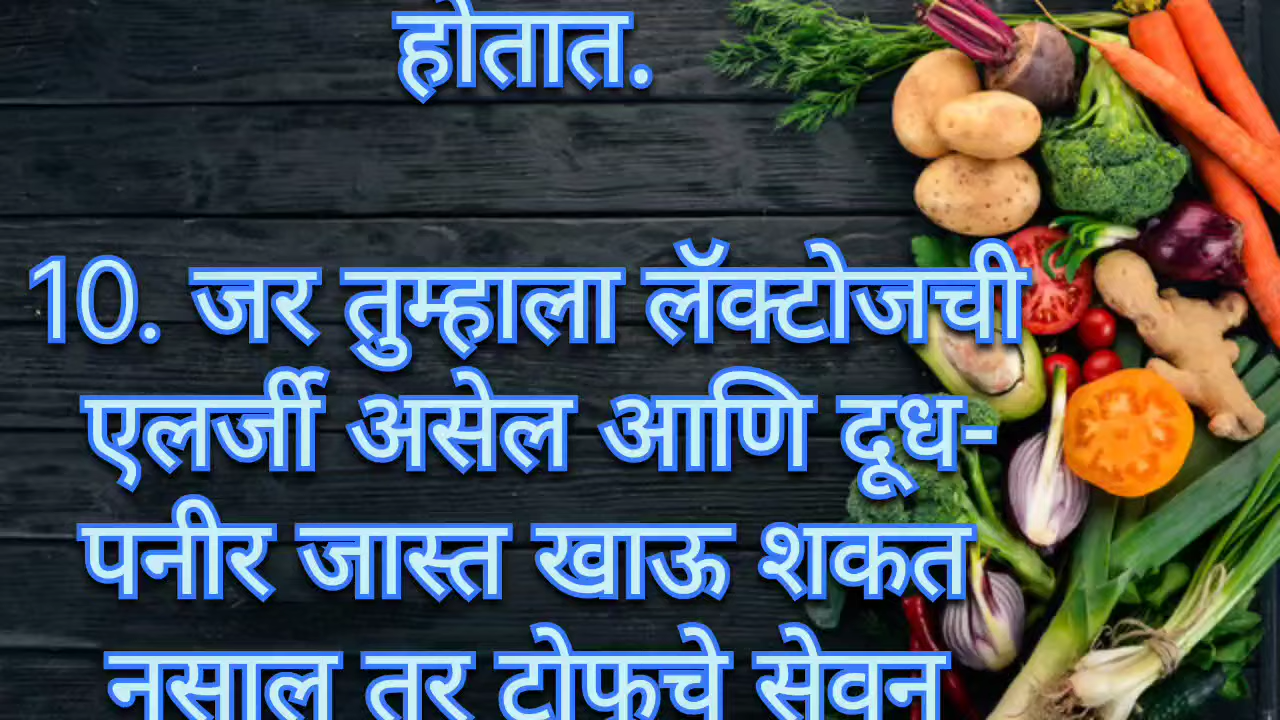 होतात.
10. जर तुम्हाला लॅक्टोजची
एलर्जी असेल आणि दूध-
पनीर जास्त खाऊ शकत
नसाल तर टोफूचे सेवन